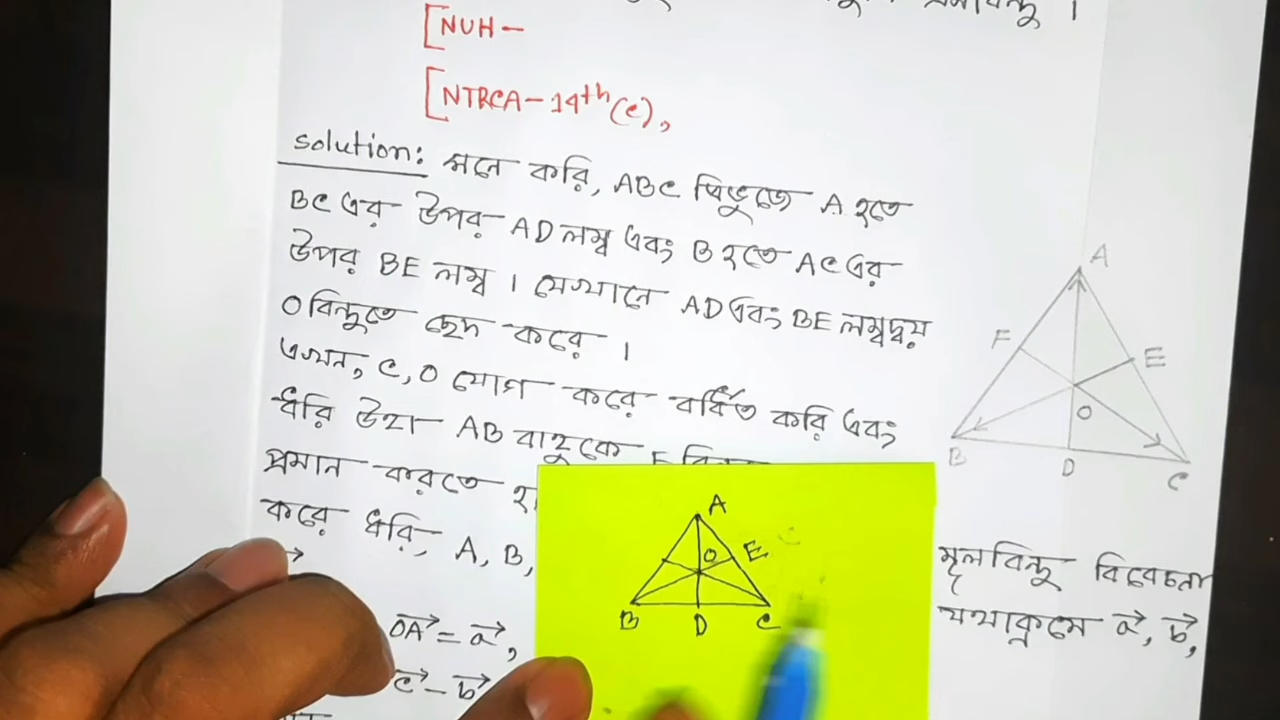 সমবিন্দু ।
[NUH-
[NTRCA-14th(c),
solution: মনে করি, ABC ত্রিভুজে A হতে
BC এর উপর AD লম্ব এবং B হতে AC এর
উপর BE লম্ব । যেখানে AD এবং BE লম্বদ্বয়
O বিন্দুতে ছেদ করে ।
এখন, C, O যোগ করে বর্ধিত করি এবং
ধরি উহা AB বাহুকে F
প্রমান করতে
করে ধরি, A, B, মূলবিন্দু বিবেচনা
যথাক্রমে a→, b→,
OA→ = a→,
c→ - b→
A
F
E
O
B
D
C
A
O
E
B
D
C